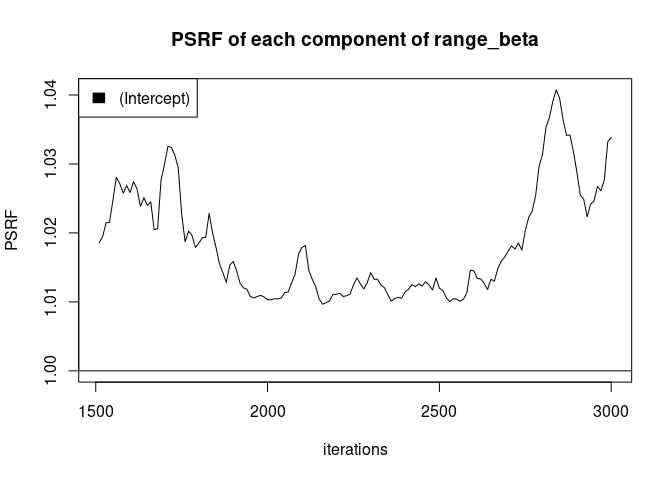 PSRF of each component of range_beta
(Intercept)
PSRF
1.04
1.03
1.02
1.01
1.00
1500 2000 2500 3000
iterations